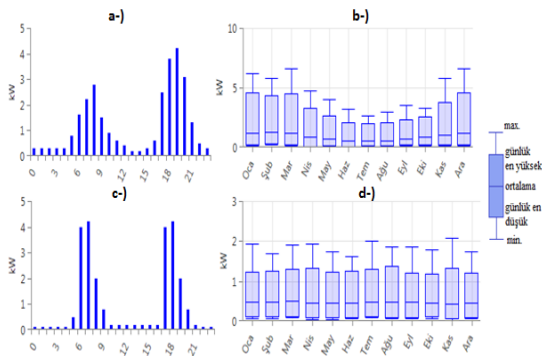 a-)
b-)
5
4
3
2
1
0
kW
0
3
6
9
12
15
18
21
10
5
0
kW
Oca
Şub
Mar
Nis
May
Haz
Tem
Ağu
Eyl
Eki
Kas
Ara
c-)
d-)
5
4
3
2
1
0
kW
0
3
6
9
12
15
18
21
3
2
1
0
kW
Oca
Şub
Mar
Nis
May
Haz
Tem
Ağu
Eyl
Eki
Kas
Ara
max.
günlük
en yüksek
ortalama
günlük en
düşük
min.